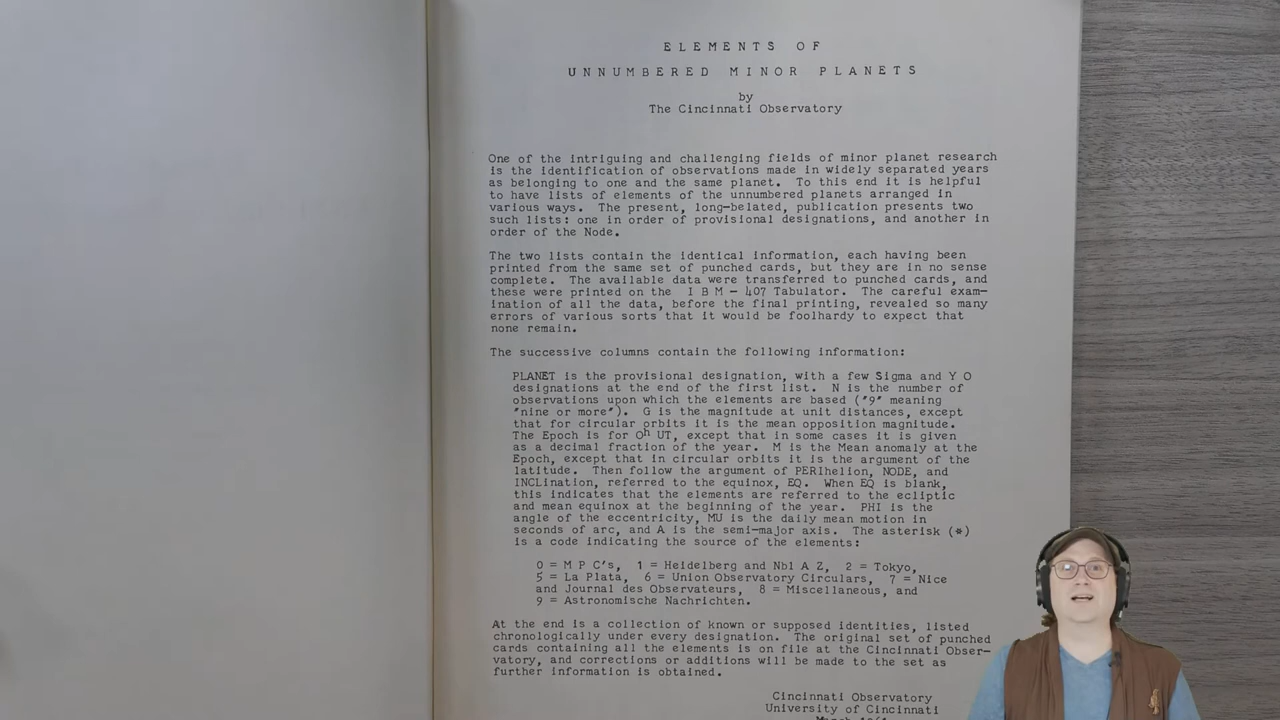 ELEMENTS OF
UNNUMBERED MINOR PLANETS
by
The Cincinnati Observatory
One of the intriguing and challenging fields of minor planet research
is the identification of observations made in widely separated years
as belonging to one and the same planet. To this end it is helpful
to have lists of elements of the unnumbered planets arranged in
various ways. The present, long-belated, publication presents two
such lists: one in order of provisional designations, and another in
order of the Node.
The two lists contain the identical information, each having been
printed from the same set of punched cards, but they are in no sense
complete. The available data were transferred to punched cards, and
these were printed on the I B M - 407 Tabulator. The careful exam-
ination of all the data, before the final printing, revealed so many
errors of various sorts that it would be foolhardy to expect that
none remain.
The successive columns contain the following information:
PLANET is the provisional designation, with a few Sigma and Y O
designations at the end of the first list. N is the number of
observations upon which the elements are based ("9" meaning
"nine or more"). G is the magnitude at unit distances, except
that for circular orbits it is the mean opposition magnitude.
The Epoch is for 0ʰ UT, except that in some cases it is given
as a decimal fraction of the year. M is the Mean anomaly at the
Epoch, except that in circular orbits it is the argument of the
latitude. Then follow the argument of PERIhelion, NODE, and
INCLination, referred to the equinox, EQ. When EQ is blank,
this indicates that the elements are referred to the ecliptic
and mean equinox at the beginning of the year. PHI is the
angle of the eccentricity, MU is the daily mean motion in
seconds of arc, and A is the semi-major axis. The asterisk (*)
is a code indicating the source of the elements:
0 = M P C's, 1 = Heidelberg and Nbl A Z, 2 = Tokyo,
5 = La Plata, 6 = Union Observatory Circulars, 7 = Nice
and Journal des Observateurs, 8 = Miscellaneous, and
9 = Astronomische Nachrichten.
At the end is a collection of known or supposed identities, listed
chronologically under every designation. The original set of punched
cards containing all the elements is on file at the Cincinnati Obser-
vatory, and corrections or additions will be made to the set as
further information is obtained.
Cincinnati Observatory
University of Cincinnati